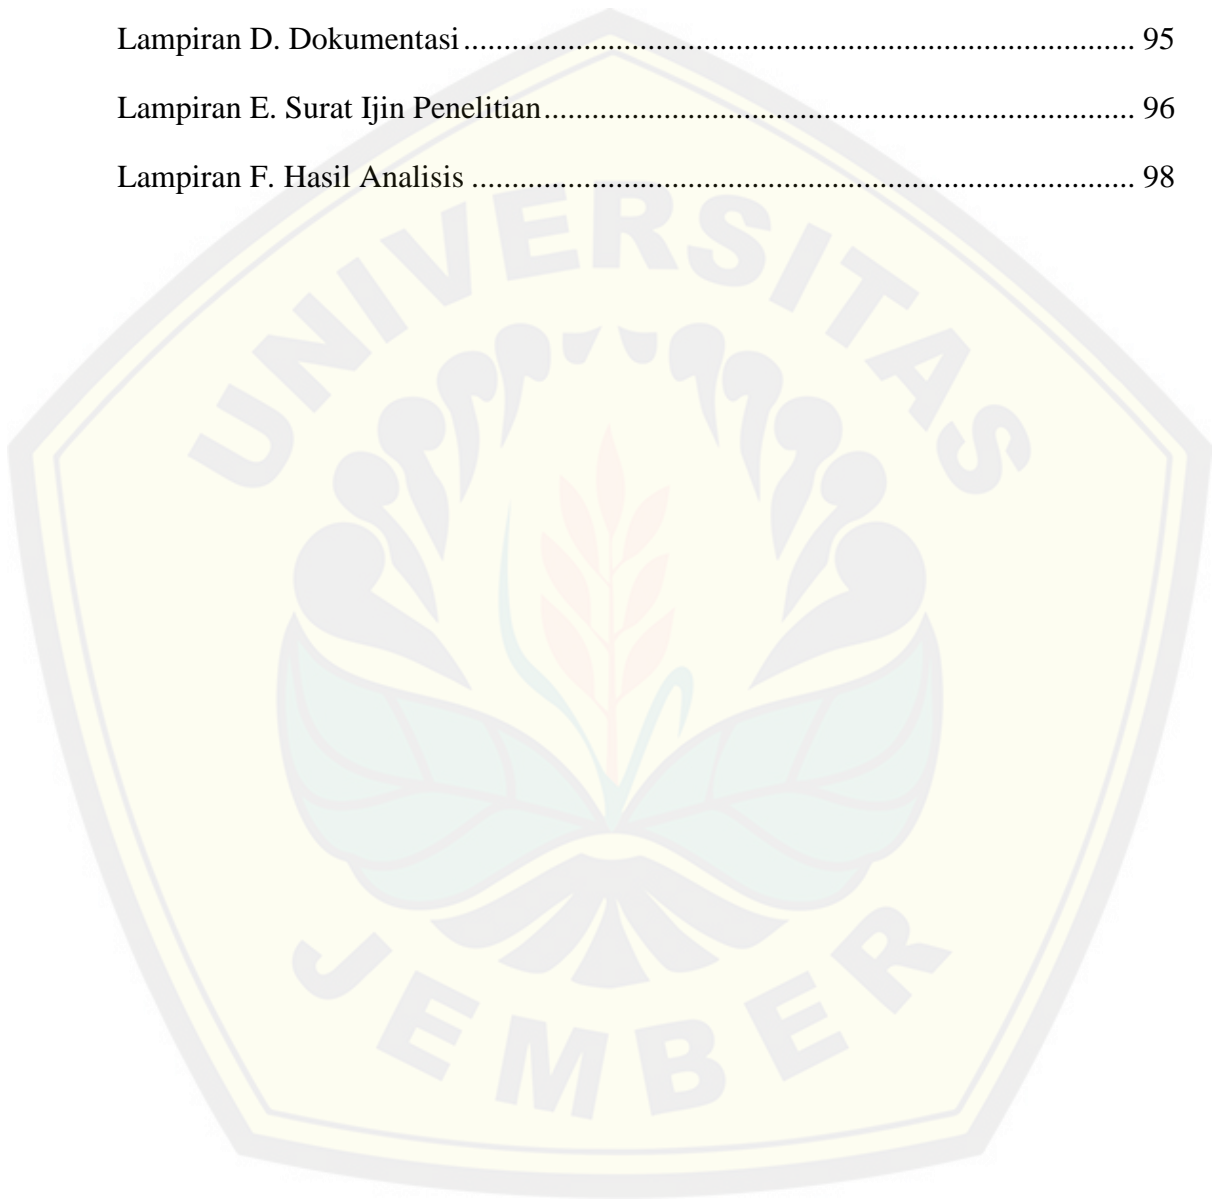 Lampiran D. Dokumentasi.................................................................................... 95
Lampiran E. Surat Ijin Penelitian.......................................................................... 96
Lampiran F. Hasil Analisis ................................................................................... 98
UNIVERSITAS
JEMBER